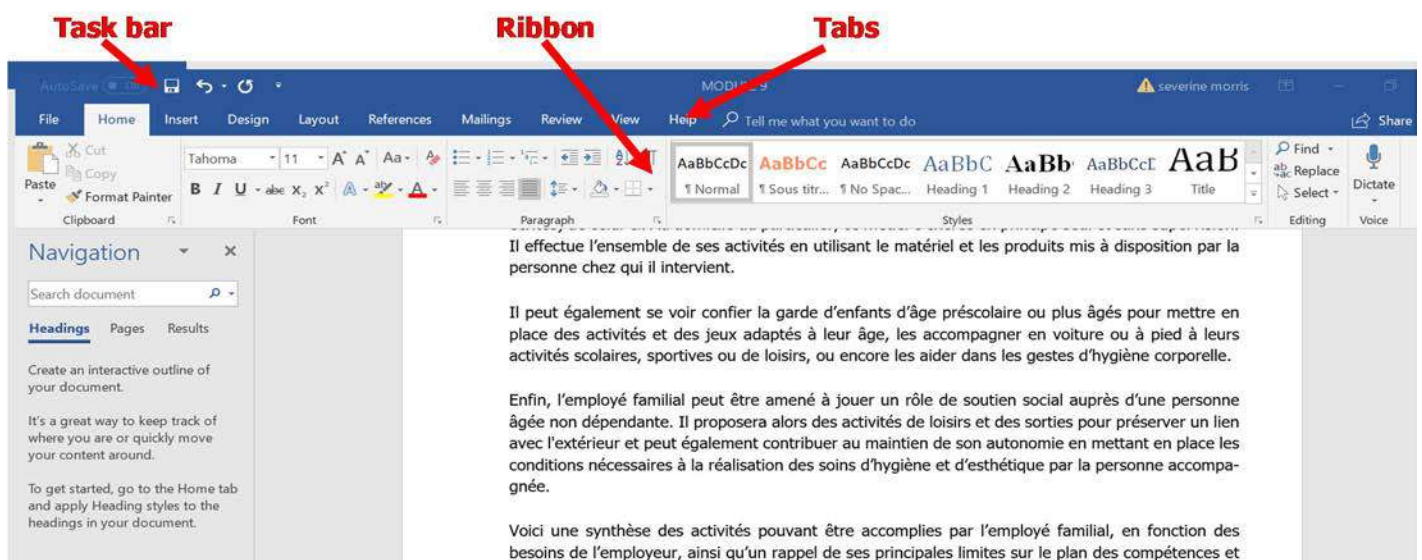 Task bar Ribbon Tabs
AutoSave MODULE 9 severine morris
File Home Insert Design Layout References Mailings Review View Help Tell me what you want to do Share
Cut
Copy
Paste
Format Painter
Clipboard
Tahoma 11 A A Aa
B I U abc X₂ X² A aby A
Font
Paragraph
AaBbCcDc AaBbCc AaBbCcDc AaBbC AaBb AaBbCcD AaB
¶ Normal ¶ Sous titr... ¶ No Spac... Heading 1 Heading 2 Heading 3 Title
Styles
Find
Replace
Select
Editing
Dictate
Voice
Navigation
Search document
Headings Pages Results
Create an interactive outline of
your document.
It's a great way to keep track of
where you are or quickly move
your content around.
To get started, go to the Home tab
and apply Heading styles to the
headings in your document.
Il effectue l'ensemble de ses activités en utilisant le matériel et les produits mis à disposition par la
personne chez qui il intervient.
Il peut également se voir confier la garde d'enfants d'âge préscolaire ou plus âgés pour mettre en
place des activités et des jeux adaptés à leur âge, les accompagner en voiture ou à pied à leurs
activités scolaires, sportives ou de loisirs, ou encore les aider dans les gestes d'hygiène corporelle.
Enfin, l'employé familial peut être amené à jouer un rôle de soutien social auprès d'une personne
âgée non dépendante. Il proposera alors des activités de loisirs et des sorties pour préserver un lien
avec l'extérieur et peut également contribuer au maintien de son autonomie en mettant en place les
conditions nécessaires à la réalisation des soins d'hygiène et d'esthétique par la personne accompa-
gnée.
Voici une synthèse des activités pouvant être accomplies par l'employé familial, en fonction des
besoins de l'employeur, ainsi qu'un rappel de ses principales limites sur le plan des compétences et